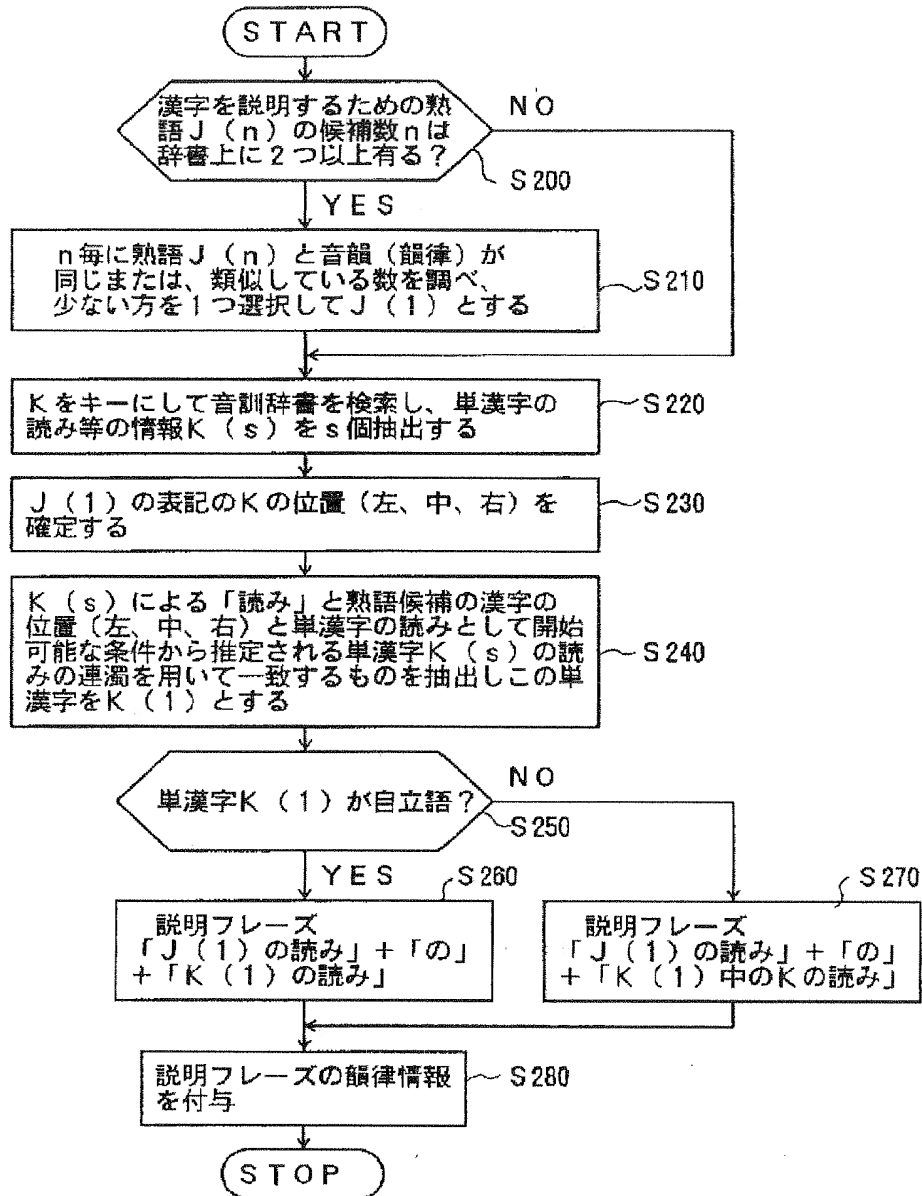 START
漢字を説明するための熟
語J(n)の候補数nは
辞書上に2つ以上有る?
NO
S200
YES
n毎に熟語J(n)と音韻(韻律)が
同じまたは、類似している数を調べ、
少ない方を1つ選択してJ(1)とする
S210
Kをキーにして音訓辞書を検索し、単漢字の
読み等の情報K(s)をs個抽出する
S220
J(1)の表記のKの位置(左、中、右)を
確定する
S230
K(s)による「読み」と熟語候補の漢字の
位置(左、中、右)と単漢字の読みとして開始
可能な条件から推定される単漢字K(s)の読
みの連濁を用いて一致するものを抽出しこの単
漢字をK(1)とする
S240
単漢字K(1)が自立語?
NO
S250
YES
S260
説明フレーズ
「J(1)の読み」+「の」
+「K(1)の読み」
S270
説明フレーズ
「J(1)の読み」+「の」
+「K(1)中のKの読み」
説明フレーズの韻律情報
を付与
S280
STOP